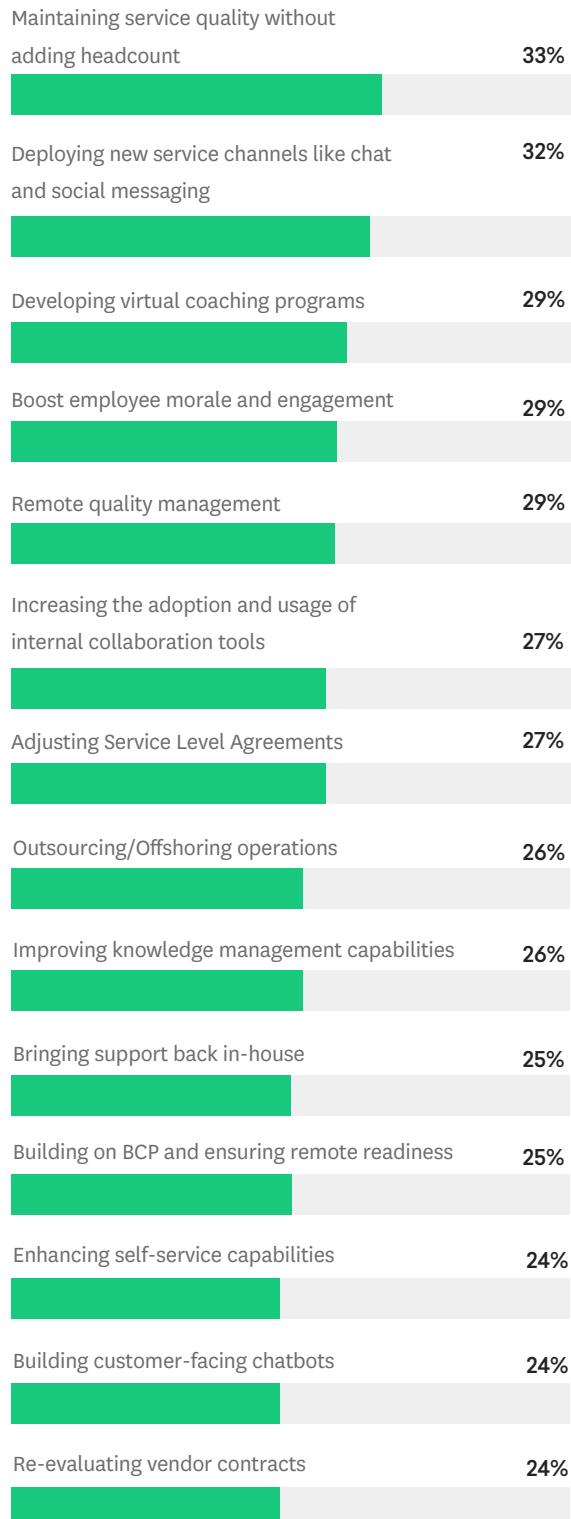 Maintaining service quality without
adding headcount 33%
Deploying new service channels like chat 32%
and social messaging
Developing virtual coaching programs 29%
Boost employee morale and engagement 29%
Remote quality management 29%
Increasing the adoption and usage of
internal collaboration tools 27%
Adjusting Service Level Agreements 27%
Outsourcing/Offshoring operations 26%
Improving knowledge management capabilities 26%
Bringing support back in-house 25%
Building on BCP and ensuring remote readiness 25%
Enhancing self-service capabilities 24%
Building customer-facing chatbots 24%
Re-evaluating vendor contracts 24%